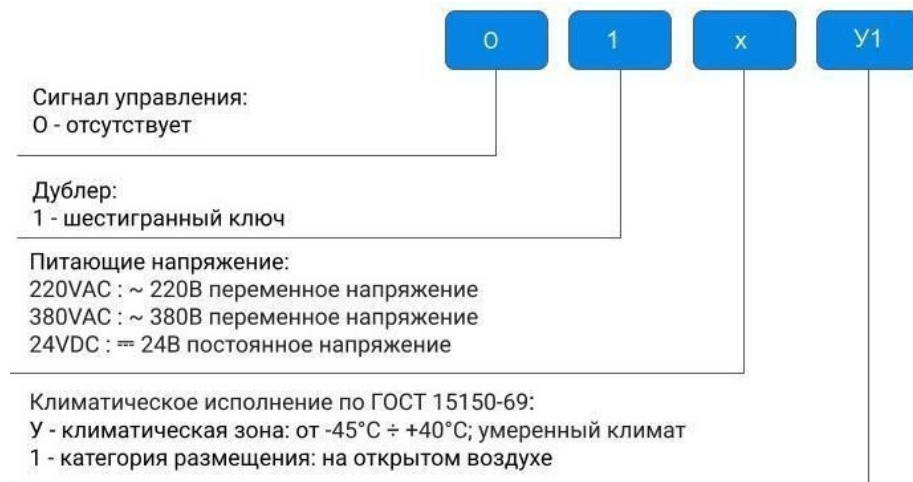 О 1 х У1
Сигнал управления:
О - отсутствует
Дублер:
1 - шестигранный ключ
Питающие напряжение:
220VAC : ~ 220В переменное напряжение
380VAC : ~ 380В переменное напряжение
24VDC : ⎓ 24В постоянное напряжение
Климатическое исполнение по ГОСТ 15150-69:
У - климатическая зона: от -45°C ÷ +40°C; умеренный климат
1 - категория размещения: на открытом воздухе